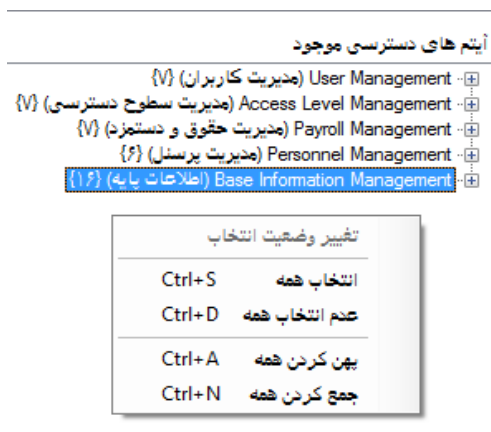 آیتم های دسترسی موجود
User Management (مدیریت کاربران) {۷}
Access Level Management (مدیریت سطوح دسترسی) {۷}
Payroll Management (مدیریت حقوق و دستمزد) {۷}
Personnel Management (مدیریت پرسنل) {۶}
Base Information Management (اطلاعات پایه) {۱۶}
تغییر وضعیت انتخاب
انتخاب همه Ctrl+S
عدم انتخاب همه Ctrl+D
پهن کردن همه Ctrl+A
جمع کردن همه Ctrl+N